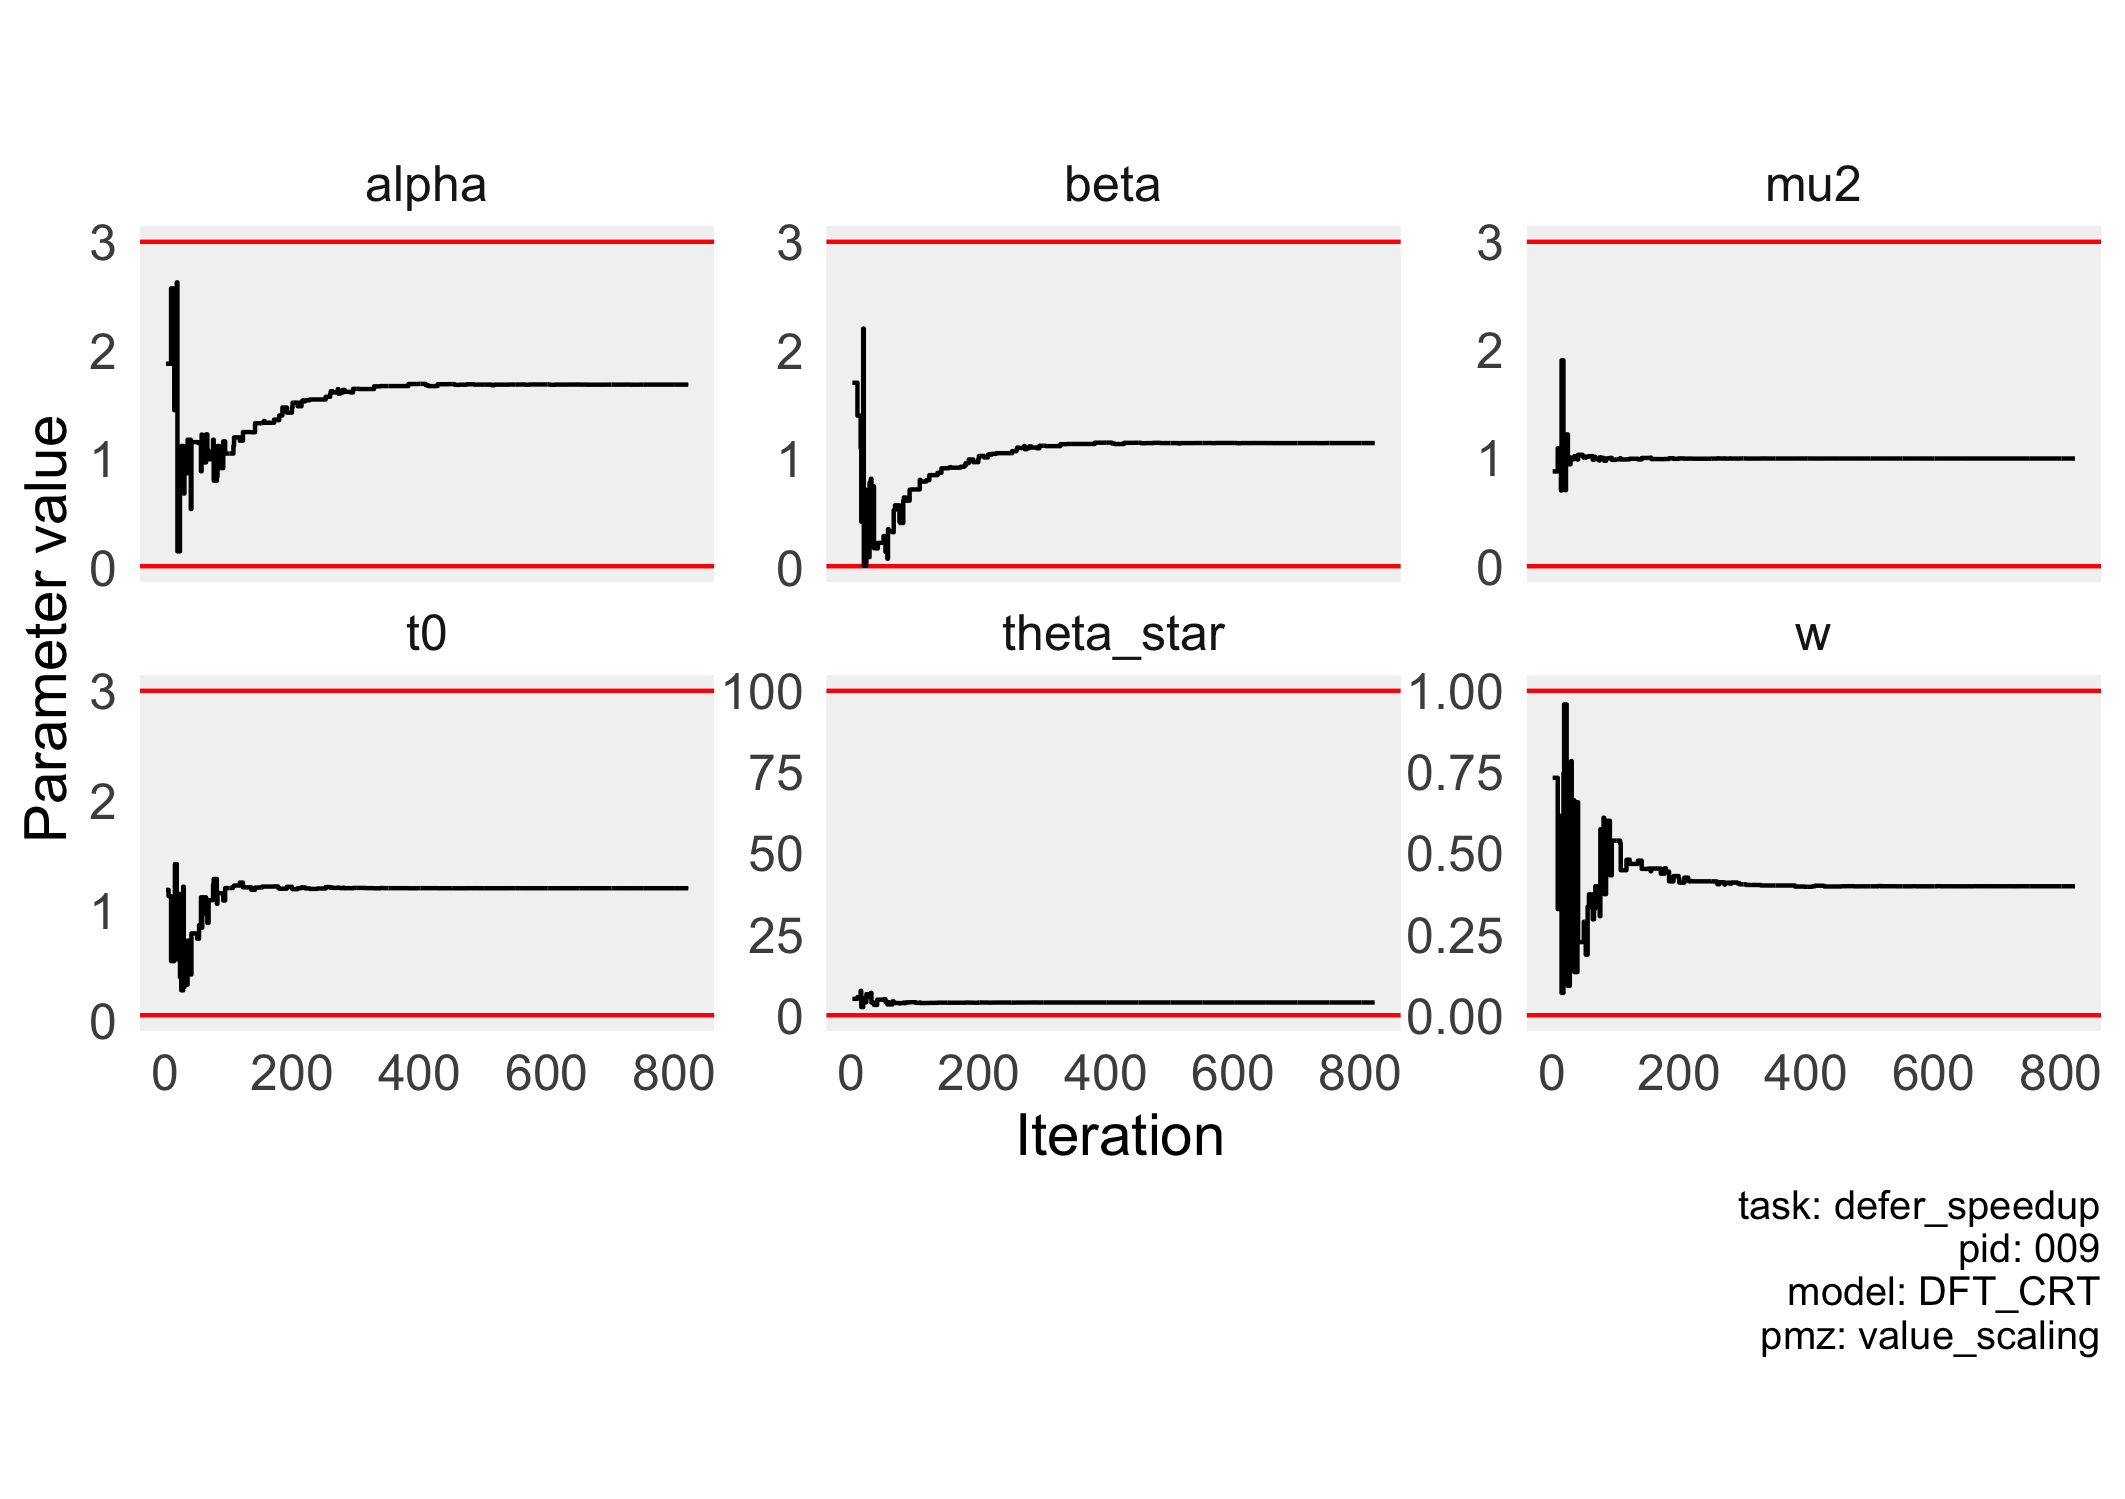 alpha beta mu2
3 3 3
2 2 2
1 1 1
0 0 0
Parameter value
t0 theta_star w
3 100 1.00
2 75 0.75
50 0.50
1 25 0.25
0 0 0.00
0 200 400 600 800 0 200 400 600 800 0 200 400 600 800
Iteration
task: defer_speedup
pid: 009
model: DFT_CRT
pmz: value_scaling